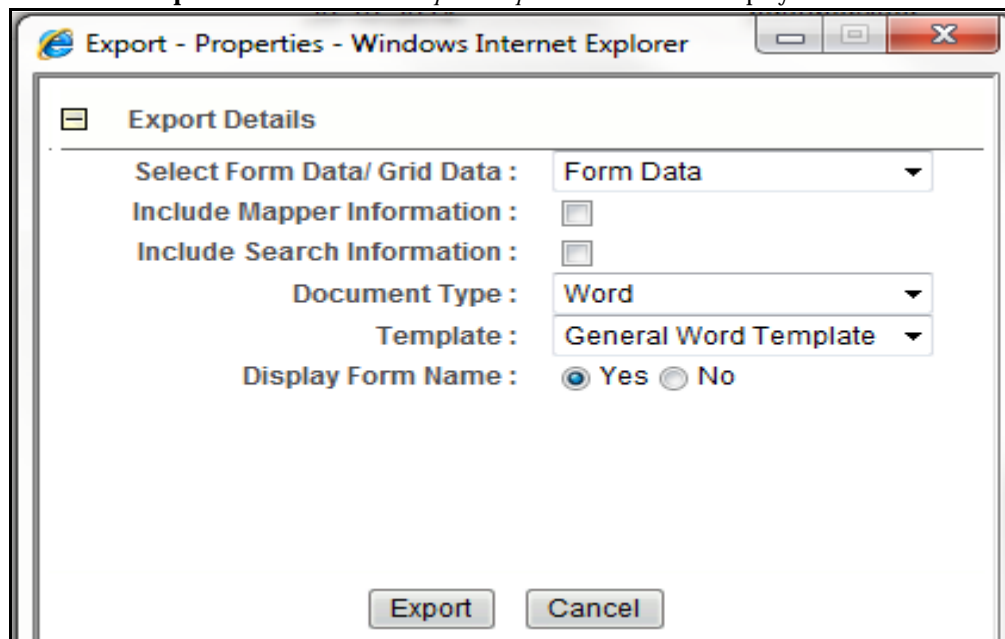 Export - Properties - Windows Internet Explorer
Export Details
Select Form Data/ Grid Data : Form Data
Include Mapper Information :
Include Search Information :
Document Type : Word
Template : General Word Template
Display Form Name : Yes No
Export Cancel